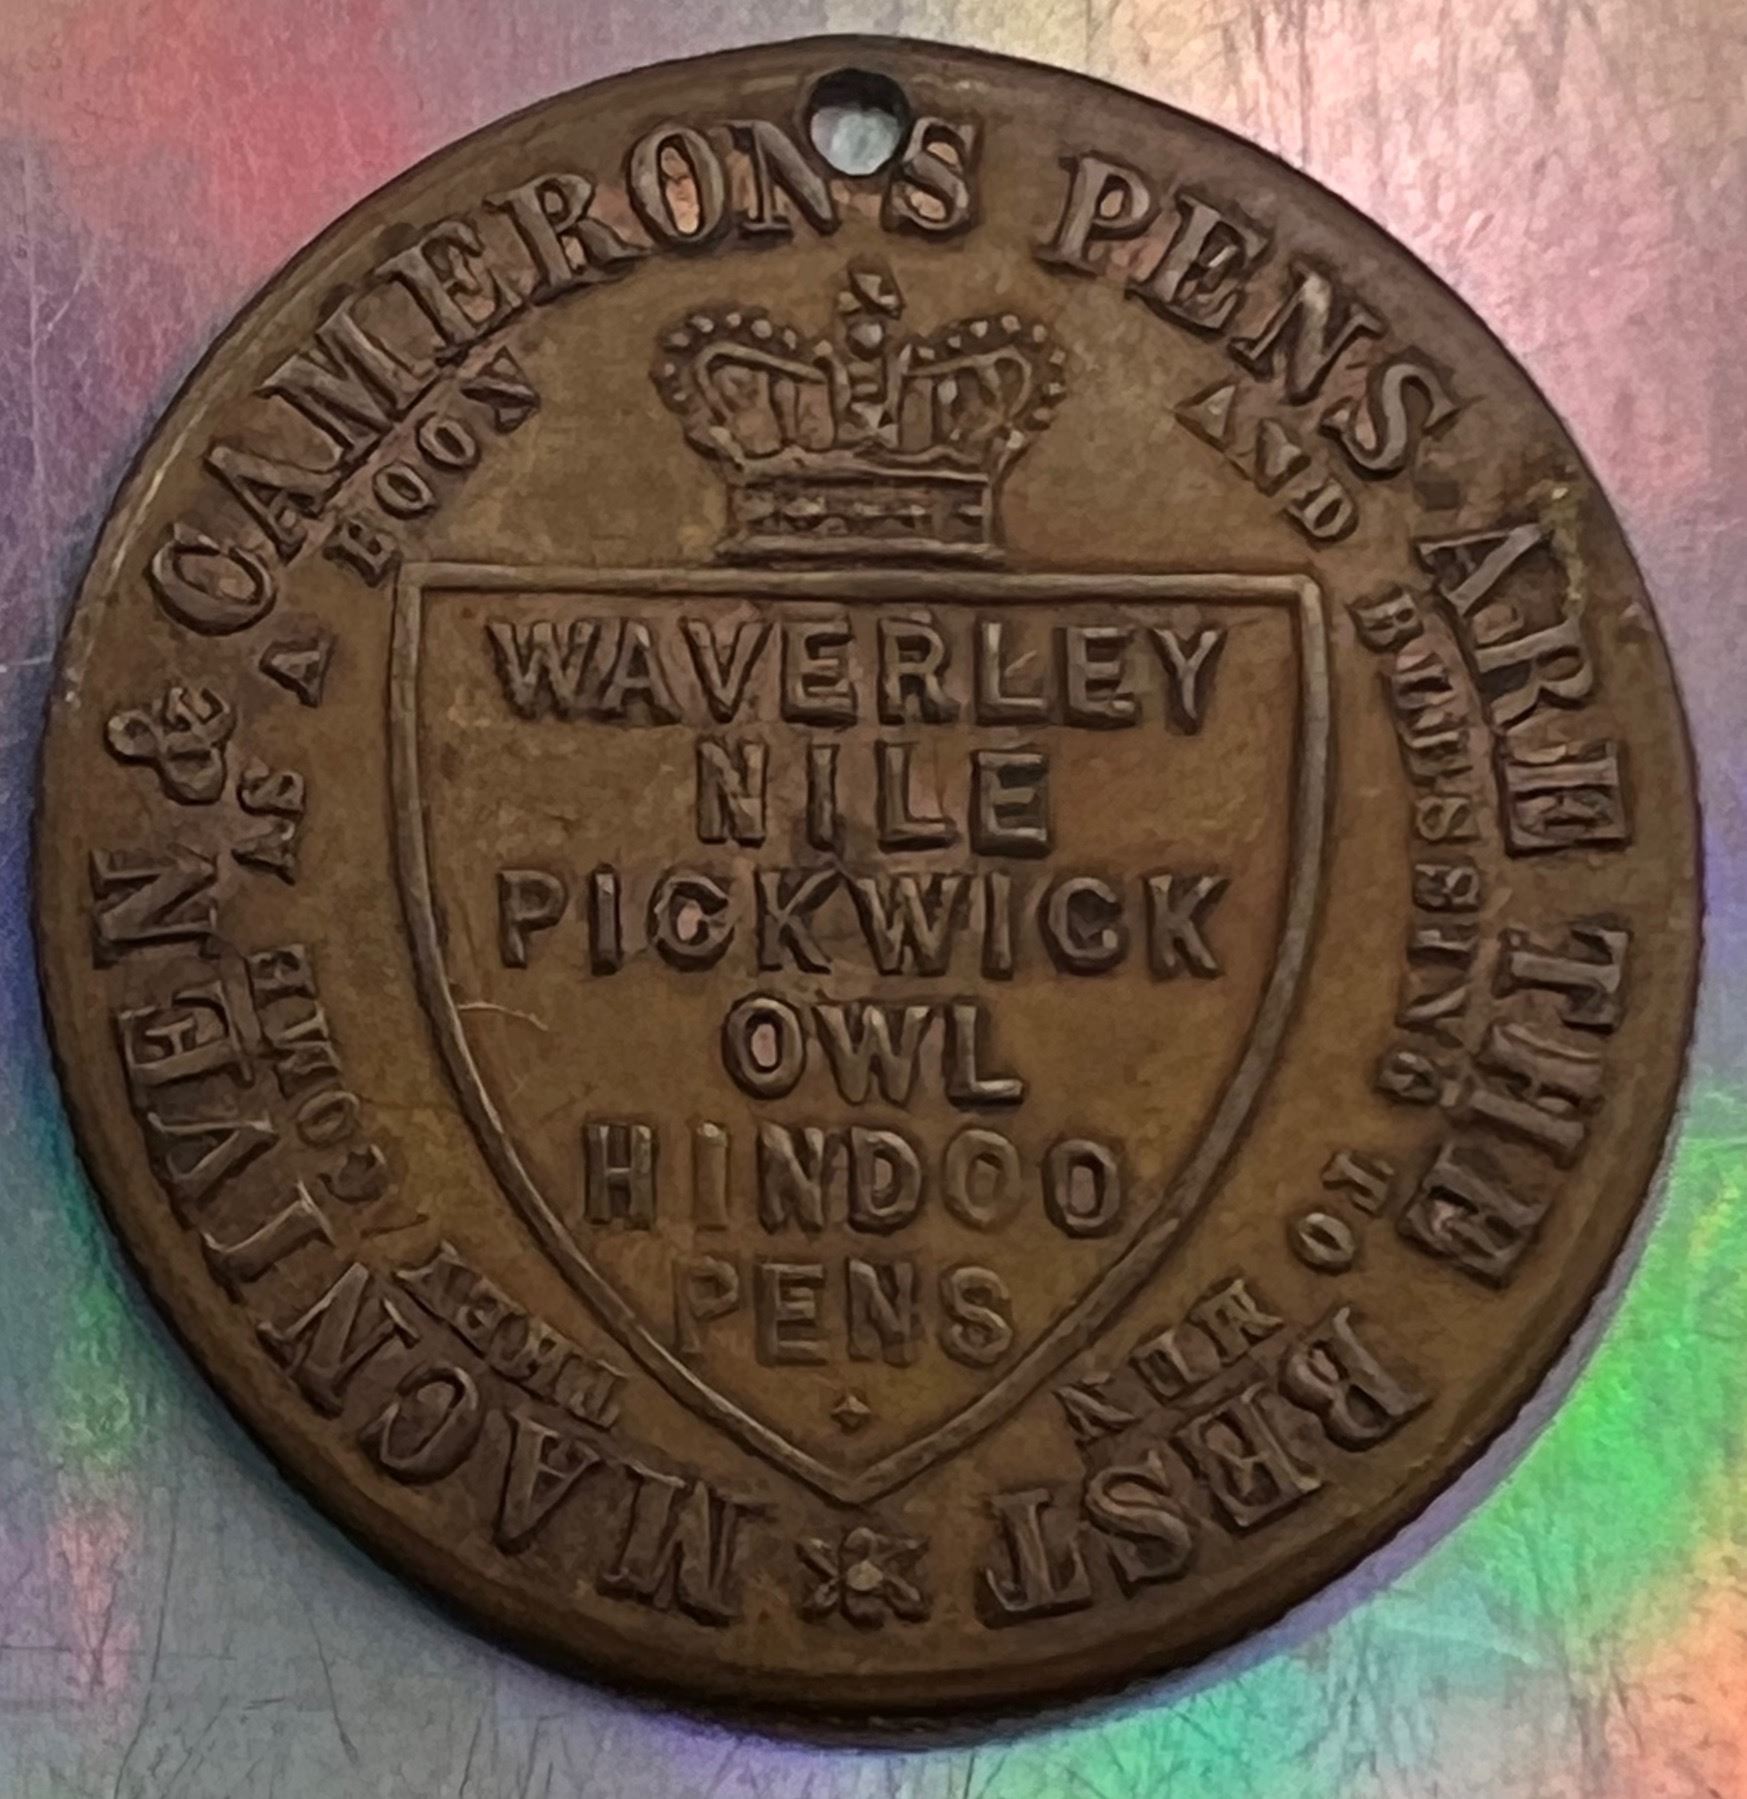 MACNIVEN & CAMERON'S PENS ARE THE BEST
THEY COME AS A BOON AND BLESSING TO MEN
WAVERLEY
NILE
PICKWICK
OWL
HINDOO
PENS